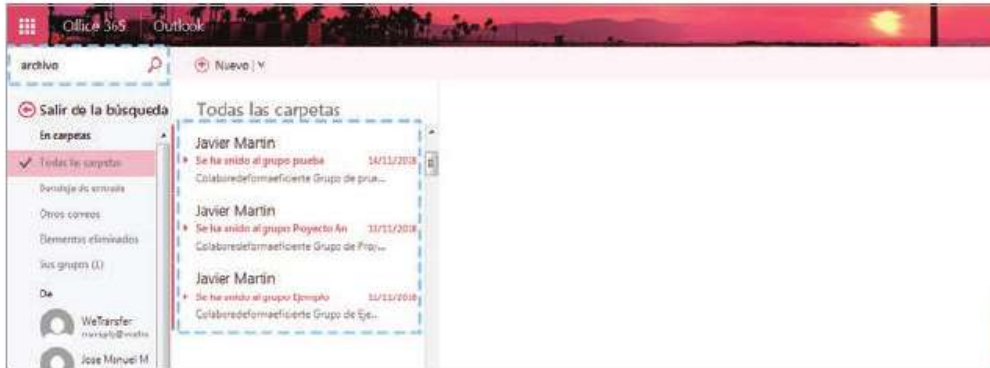 Office 365 Outlook
archivo
Nuevo
Salir de la búsqueda
En carpetas
Todas las carpetas
Bandeja de entrada
Otros correos
Elementos eliminados
Sus grupos (1)
De
WeTransfer
Jose Manuel M
Todas las carpetas
Javier Martin
Se ha unido al grupo prueba 14/11/2018
Colaboredeformaeficiente Grupo de prue...
Javier Martin
Se ha unido al grupo Proyecto An 11/11/2018
Colaboredeformaeficiente Grupo de Proy...
Javier Martin
Se ha unido al grupo Ejemplo 11/11/2018
Colaboredeformaeficiente Grupo de Eje...